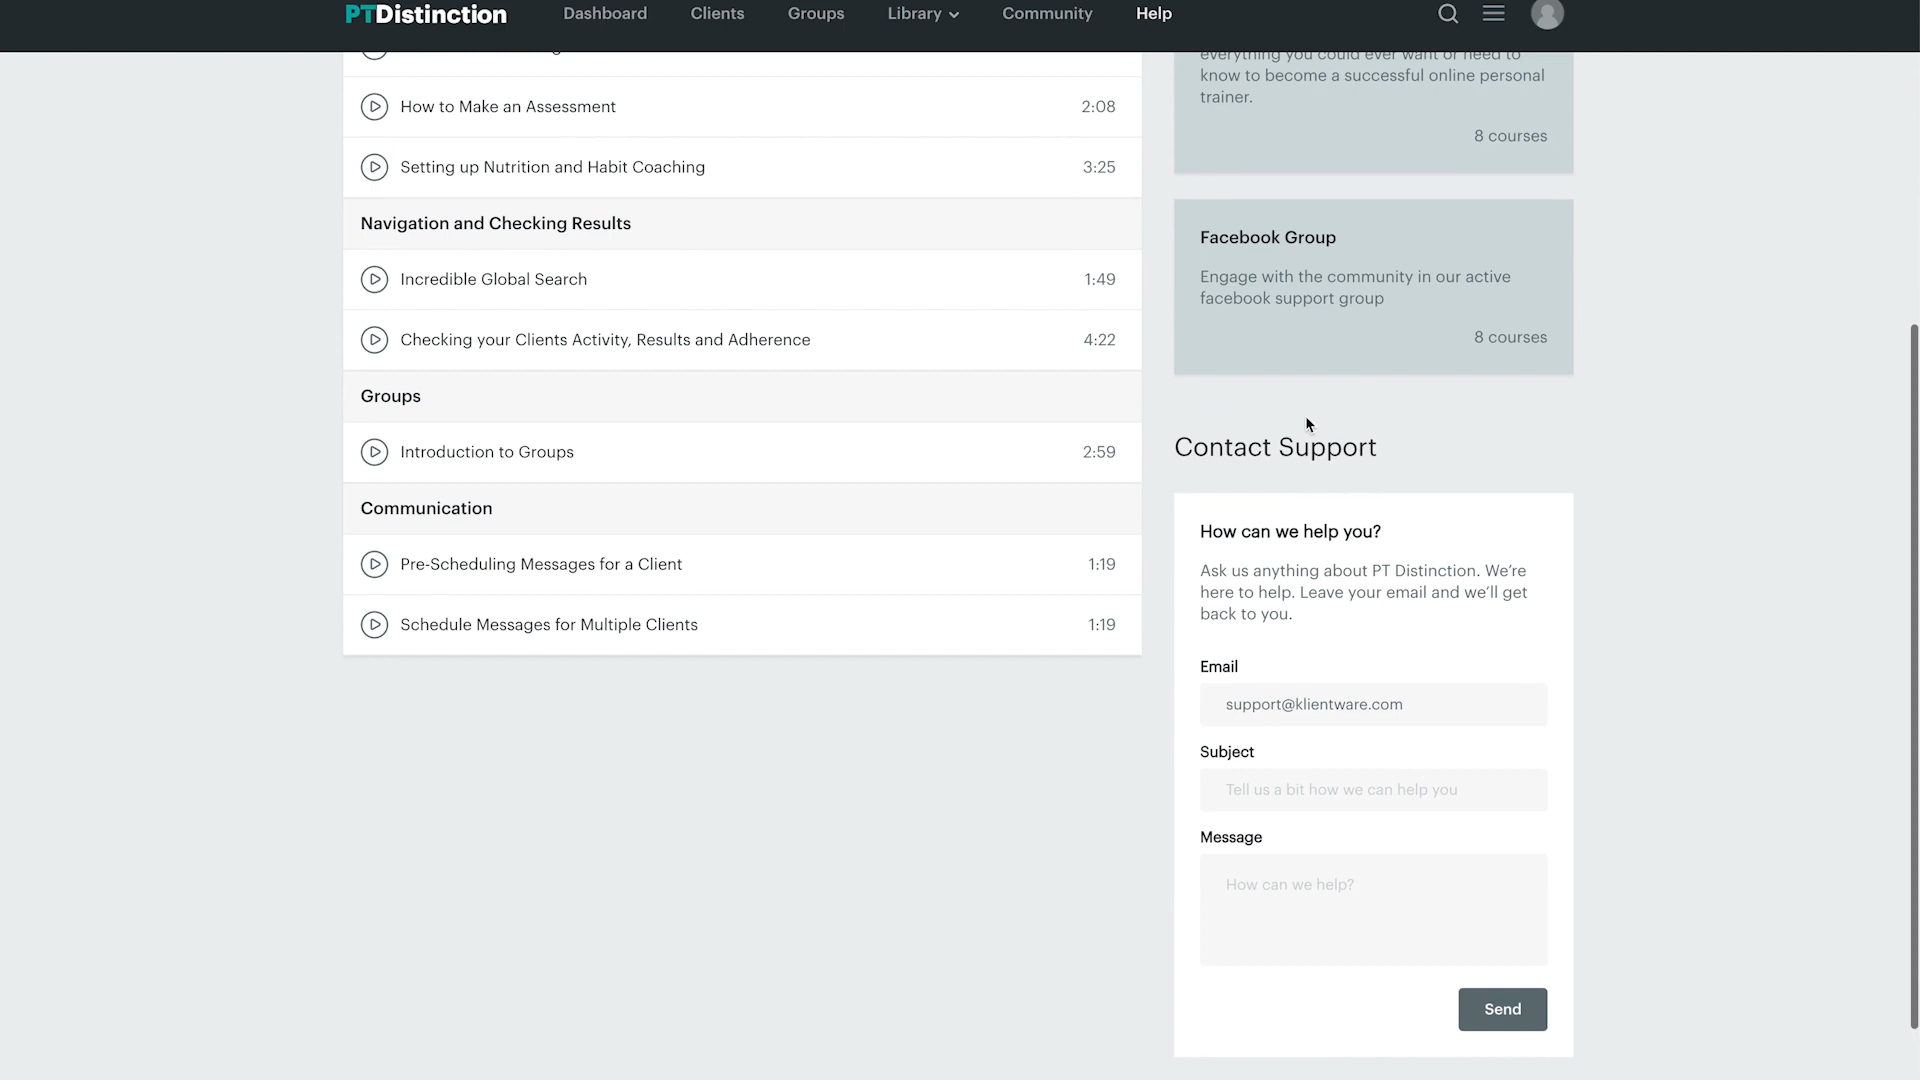 PTDistinction
Dashboard
Clients
Groups
Library
Community
Help
How to Make an Assessment
2:08
Setting up Nutrition and Habit Coaching
3:25
Navigation and Checking Results
Incredible Global Search
1:49
Checking your Clients Activity, Results and Adherence
4:22
Groups
Introduction to Groups
2:59
Communication
Pre-Scheduling Messages for a Client
1:19
Schedule Messages for Multiple Clients
1:19
everything you could ever want or need to
know to become a successful online personal
trainer.
8 courses
Facebook Group
Engage with the community in our active
facebook support group
8 courses
Contact Support
How can we help you?
Ask us anything about PT Distinction. We’re
here to help. Leave your email and we’ll get
back to you.
Email
support@klientware.com
Subject
Tell us a bit how we can help you
Message
How can we help?
Send